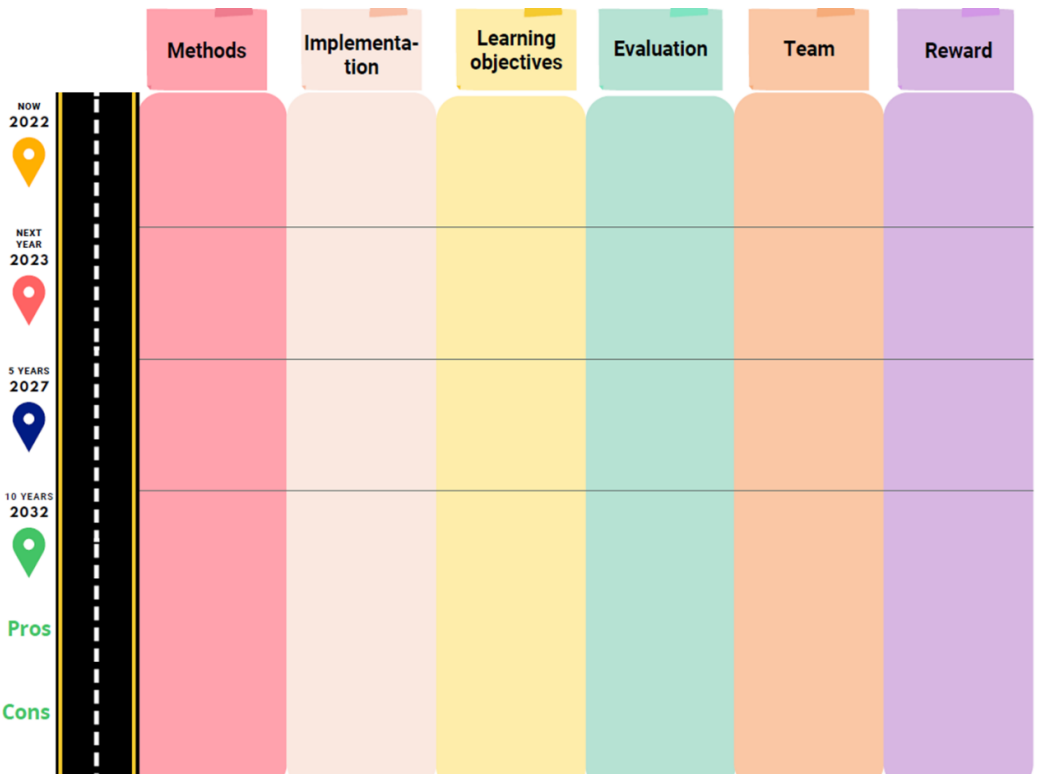 Methods
Implementa-
tion
Learning
objectives
Evaluation
Team
Reward
NOW
2022
NEXT
YEAR
2023
5 YEARS
2027
10 YEARS
2032
Pros
Cons